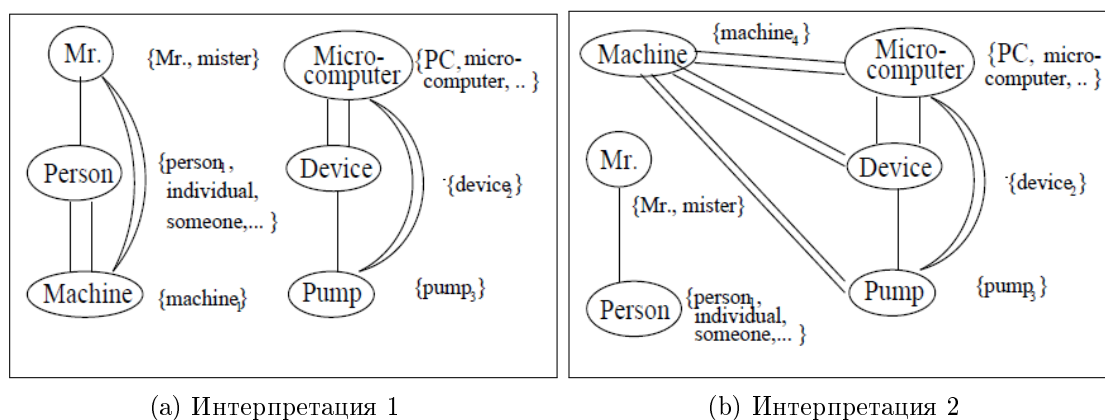 Mr.
{Mr., mister}
Person
{person₁,
individual,
someone,... }
Machine
{machine₁}
Micro-
computer
{PC, micro-
computer, .. }
Device
{device₂}
Pump
{pump₃}
(a) Интерпретация 1
Machine
{machine₄}
Micro-
computer
{PC, micro-
computer, .. }
Mr.
{Mr., mister}
Device
{device₂}
Person
{person₁,
individual,
someone,... }
Pump
{pump₃}
(b) Интерпретация 2